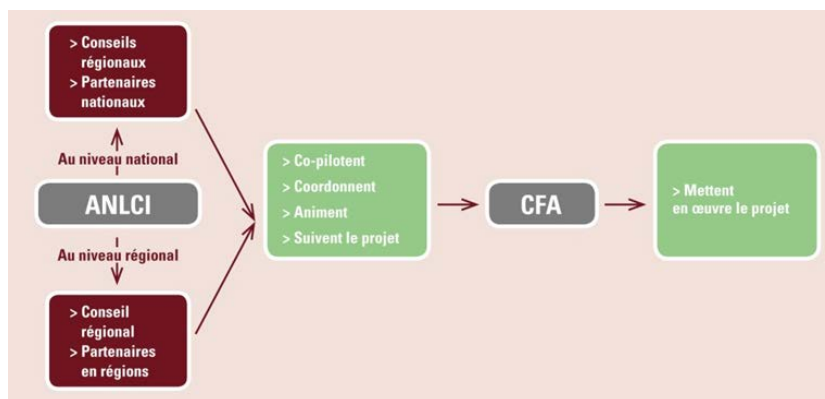 > Conseils
régionaux
> Partenaires
nationaux
Au niveau national
ANLCI
Au niveau régional
> Conseil
régional
> Partenaires
en régions
> Co-pilotent
> Coordonnent
> Animent
> Suivent le projet
CFA
> Mettent
en œuvre le projet